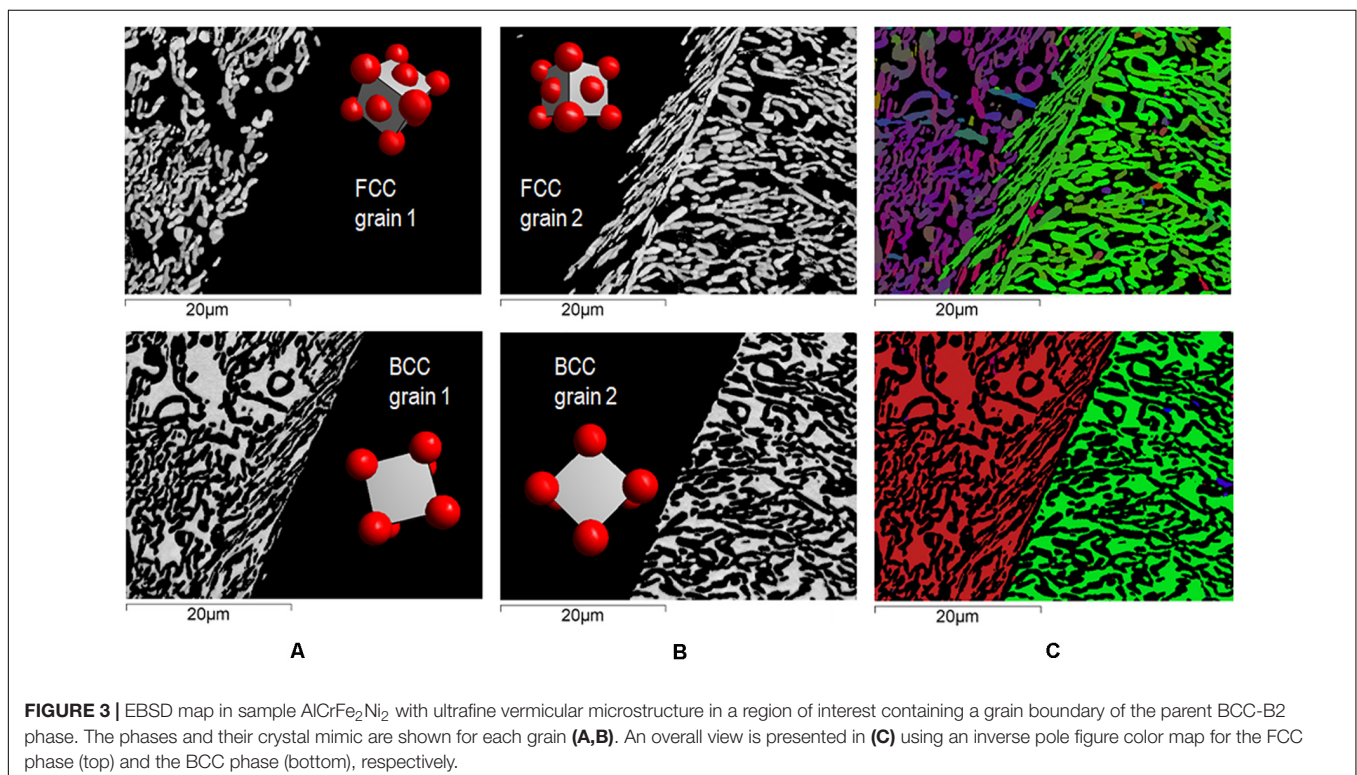 FCC
grain 1
FCC
grain 2
20µm
20µm
20µm
BCC
grain 1
BCC
grain 2
20µm
20µm
20µm
A
B
C
FIGURE 3 | EBSD map in sample AlCrFe₂Ni₂ with ultrafine vermicular microstructure in a region of interest containing a grain boundary of the parent BCC-B2
phase. The phases and their crystal mimic are shown for each grain (A,B). An overall view is presented in (C) using an inverse pole figure color map for the FCC
phase (top) and the BCC phase (bottom), respectively.